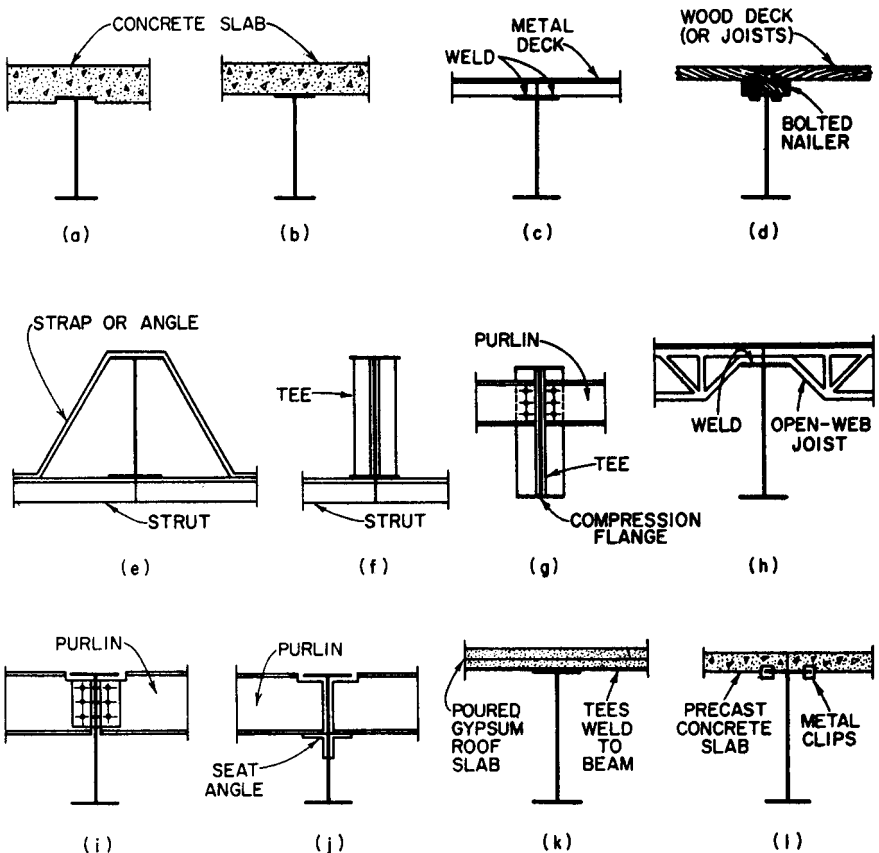 CONCRETE SLAB
(a)
(b)
METAL
DECK
WELD
(c)
WOOD DECK
(OR JOISTS)
BOLTED
NAILER
(d)
STRAP OR ANGLE
STRUT
(e)
TEE
STRUT
(f)
PURLIN
TEE
COMPRESSION
FLANGE
(g)
WELD
OPEN-WEB
JOIST
(h)
PURLIN
(i)
PURLIN
SEAT
ANGLE
(j)
POURED
GYPSUM
ROOF
SLAB
TEES
WELD
TO
BEAM
(k)
PRECAST
CONCRETE
SLAB
METAL
CLIPS
(l)